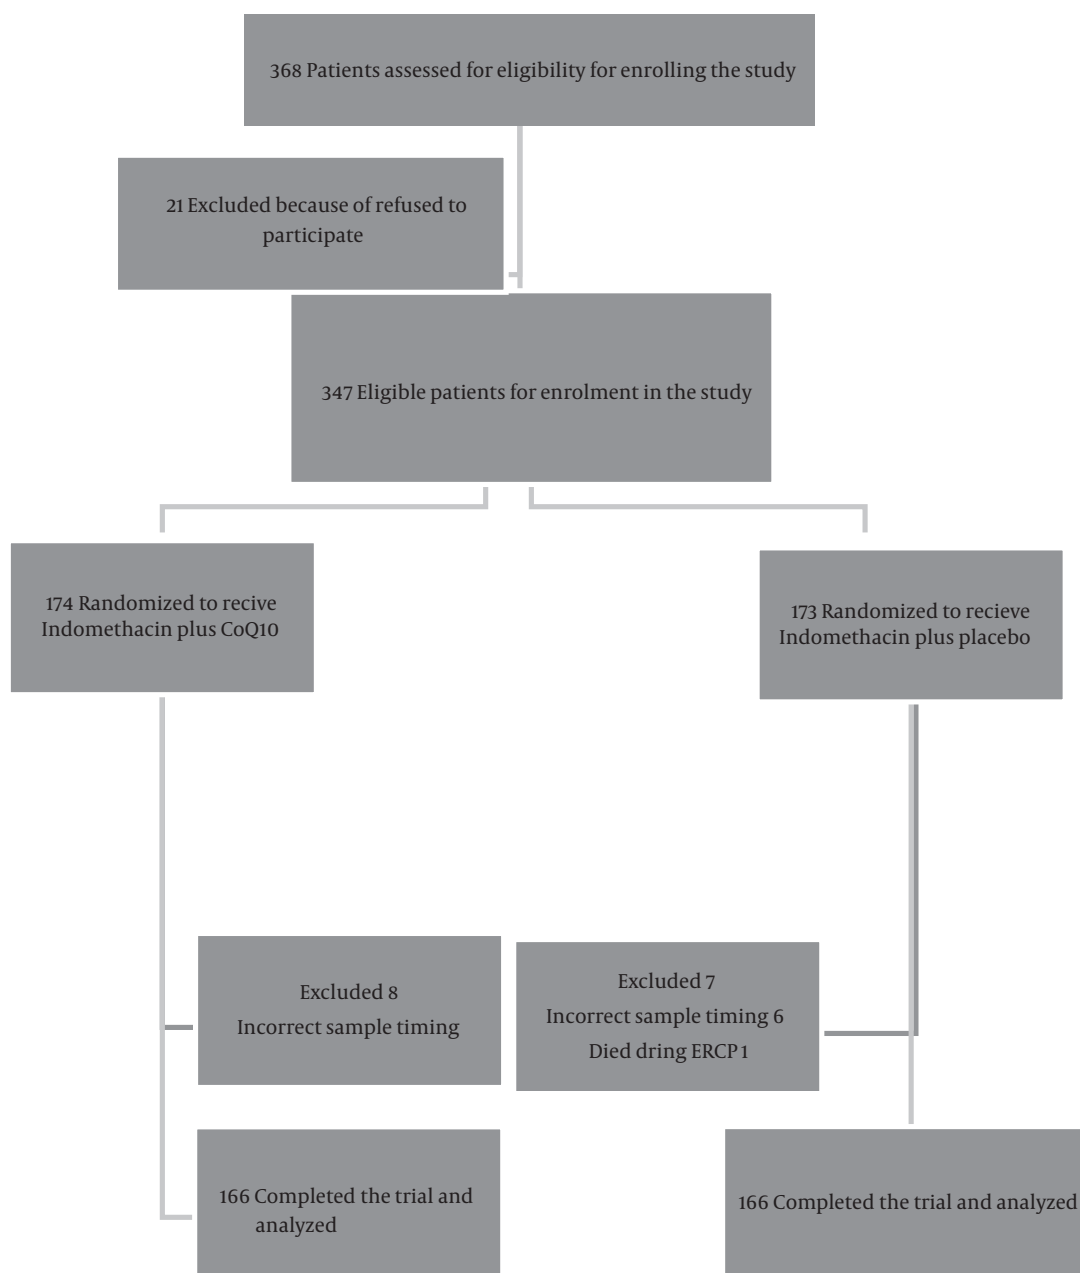 368 Patients assessed for eligibility for enrolling the study
21 Excluded because of refused to
participate
347 Eligible patients for enrolment in the study
174 Randomized to recive
Indomethacin plus CoQ10
173 Randomized to recieve
Indomethacin plus placebo
Excluded 8
Incorrect sample timing
Excluded 7
Incorrect sample timing 6
Died dring ERCP 1
166 Completed the trial and
analyzed
166 Completed the trial and analyzed